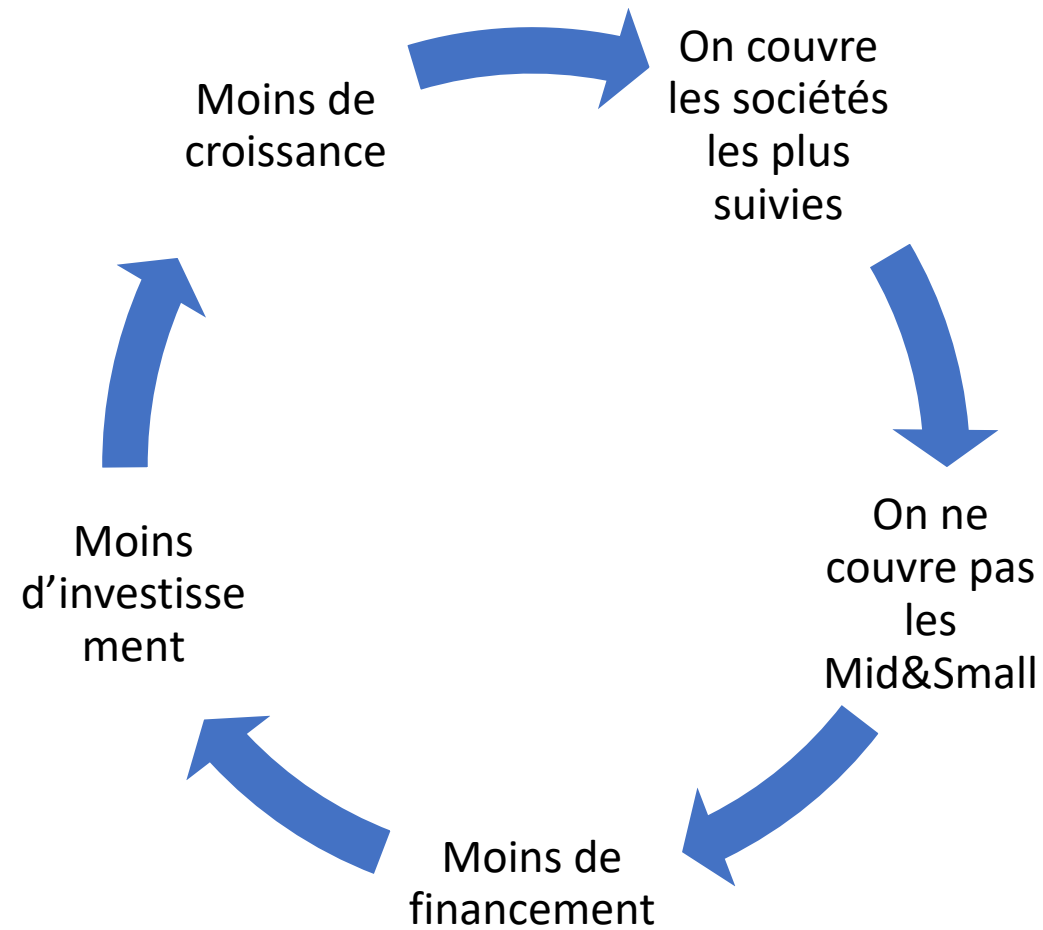 On couvre
les sociétés
les plus
suivies
On ne
couvre pas
les
Mid&Small
Moins de
financement
Moins
d’investisse
ment
Moins de
croissance